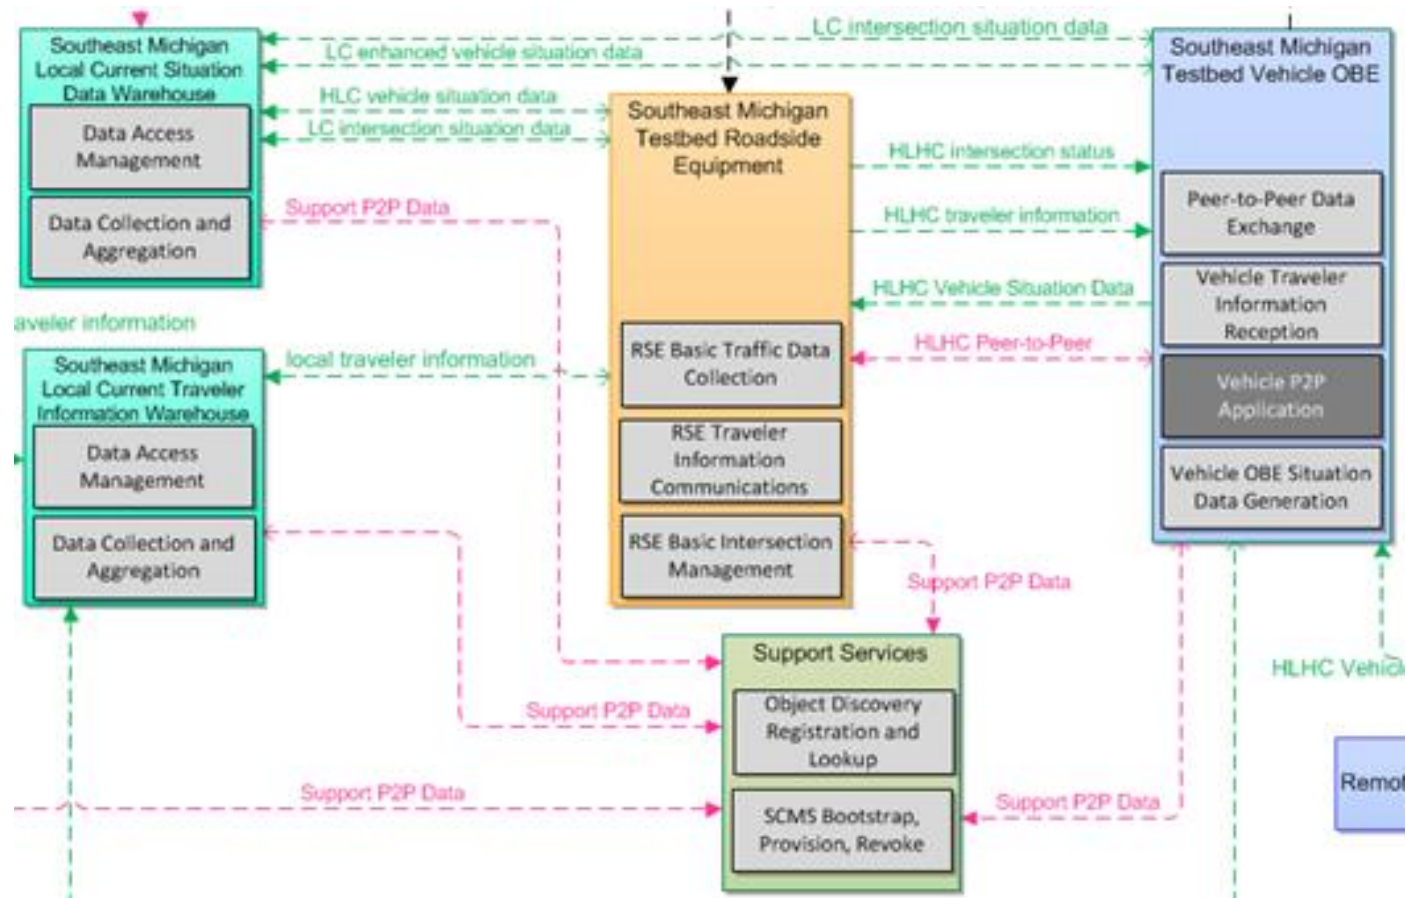 LC intersection situation data
LC enhanced vehicle situation data
HLC vehicle situation data
LC intersection situation data
Southeast Michigan
Local Current Situation
Data Warehouse
Data Access
Management
Data Collection and
Aggregation
Support P2P Data
Southeast Michigan
Testbed Roadside
Equipment
RSE Basic Traffic Data
Collection
RSE Traveler
Information
Communications
RSE Basic Intersection
Management
Southeast Michigan
Testbed Vehicle OBE
Peer-to-Peer Data
Exchange
Vehicle Traveler
Information
Reception
Vehicle P2P
Application
Vehicle OBE Situation
Data Generation
HLHC intersection status
HLHC traveler information
HLHC Vehicle Situation Data
HLHC Peer-to-Peer
aveler information
local traveler information
Southeast Michigan
Local Current Traveler
Information Warehouse
Data Access
Management
Data Collection and
Aggregation
Support P2P Data
Support P2P Data
Support P2P Data
Support P2P Data
Support Services
Object Discovery
Registration and
Lookup
SCMS Bootstrap,
Provision, Revoke
HLHC Vehicl
Remot